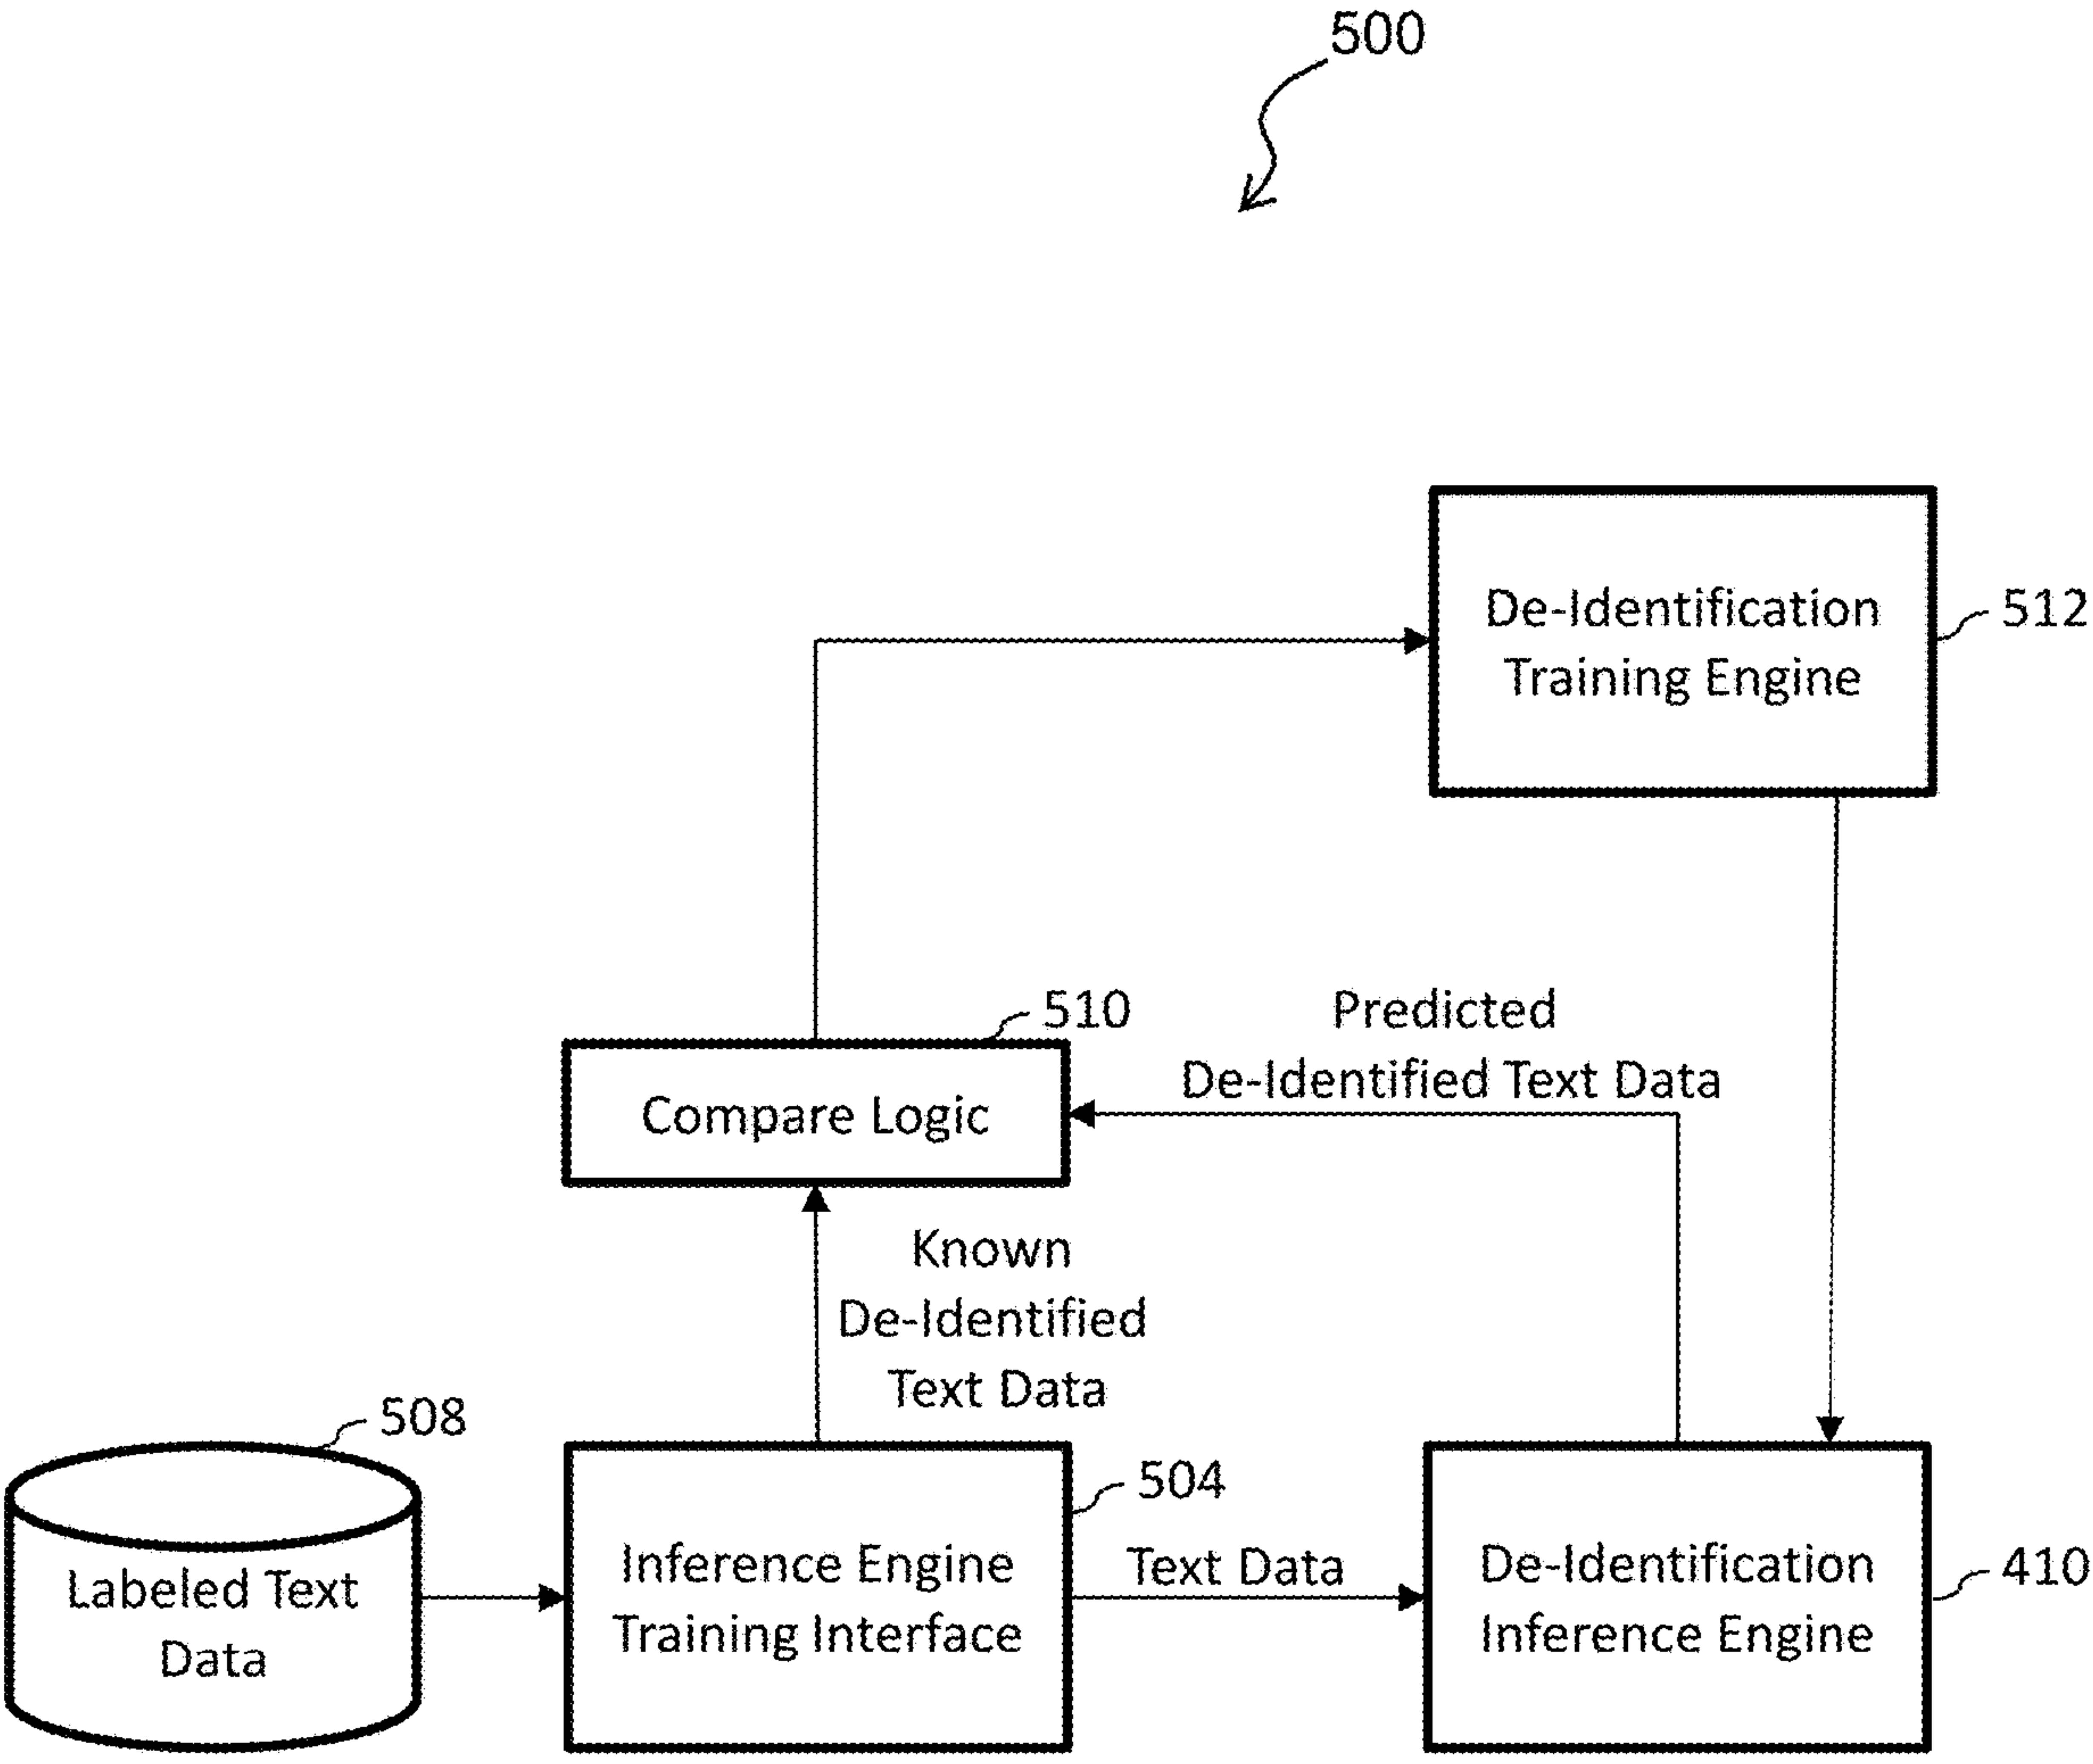 500
De-Identification
Training Engine
512
510
Compare Logic
Predicted
De-Identified Text Data
Known
De-Identified
Text Data
508
Labeled Text
Data
Inference Engine
Training Interface
504
Text Data
De-Identification
Inference Engine
410